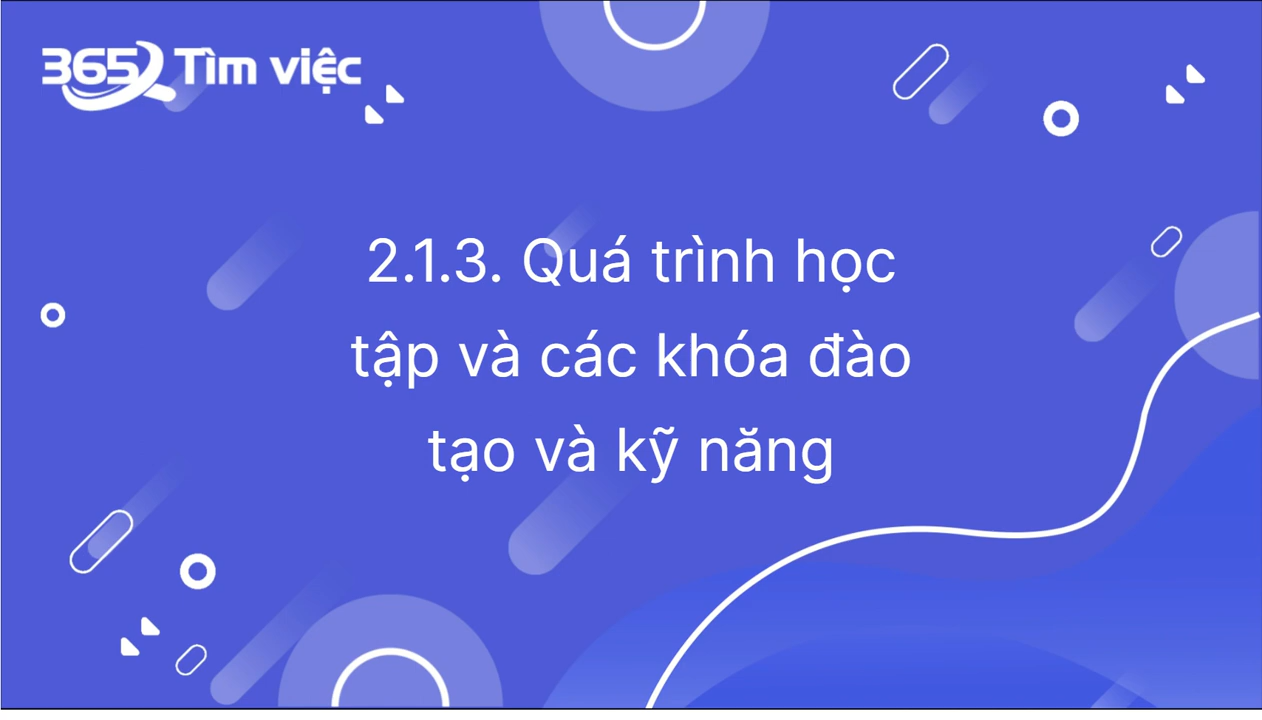 365 Tìm việc
2.1.3. Quá trình học
tập và các khóa đào
tạo và kỹ năng